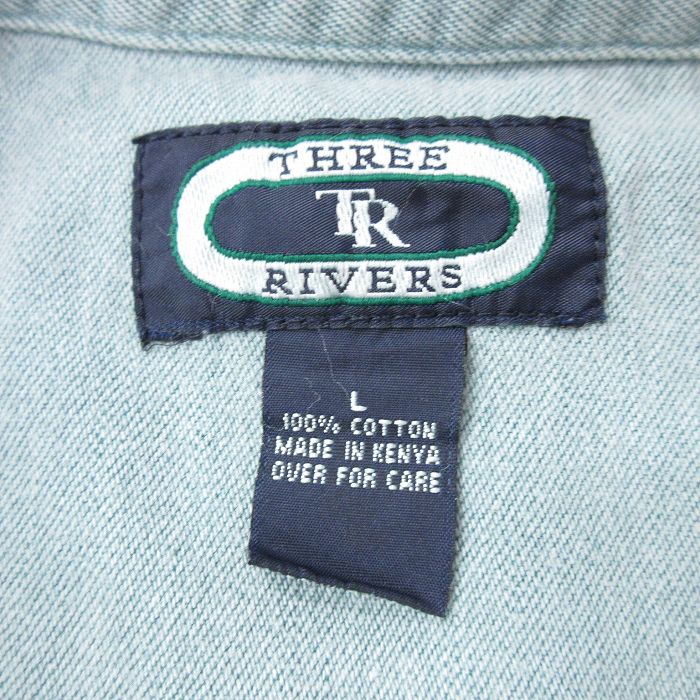 THREE
TR
RIVERS
L
100% COTTON
MADE IN KENYA
OVER FOR CARE